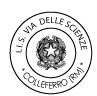 I.I.S. VIA DELLE SCIENZE
* COLLEFERRO (RM) *